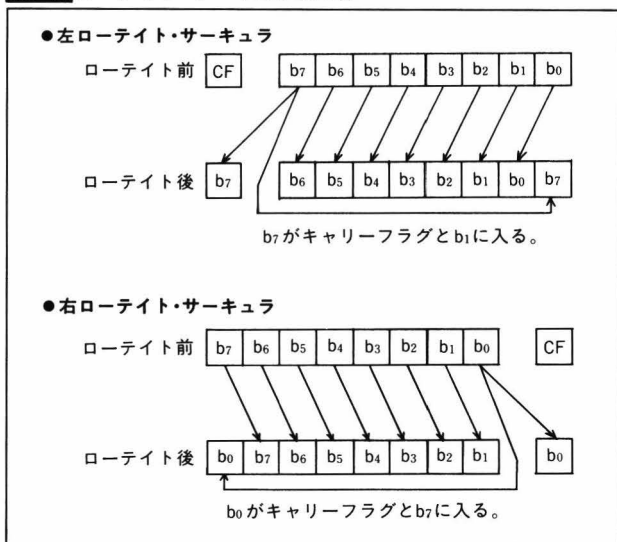 ●左ローテイト・サーキュラ
ローテイト前 CF b7 b6 b5 b4 b3 b2 b1 b0
ローテイト後 b7 b6 b5 b4 b3 b2 b1 b0 b7
b7がキャリーフラグとb1に入る。
●右ローテイト・サーキュラ
ローテイト前 b7 b6 b5 b4 b3 b2 b1 b0 CF
ローテイト後 b0 b7 b6 b5 b4 b3 b2 b1 b0
b0がキャリーフラグとb7に入る。